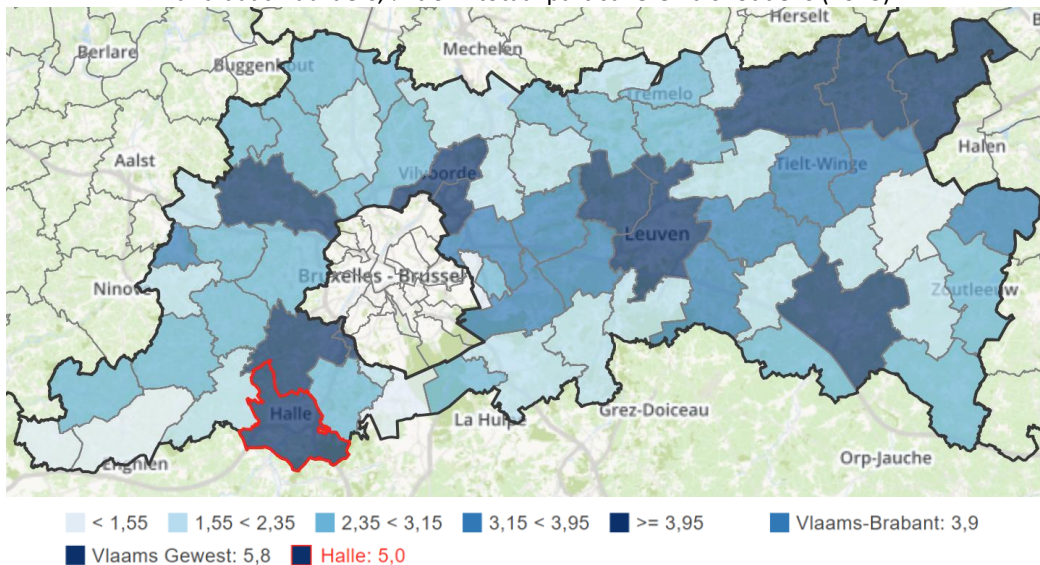 Herselt
Berlare
Mechelen
Buggenhout
Tremelo
Aalst
Halen
Vilvoorde
Tielt-Winge
Leuven
Bruxelles - Brussel
Ninove
Zoutleeuw
Halle
La Hulpe
Grez-Doiceau
Enghien
Orp-Jauche
< 1,55 1,55 < 2,35 2,35 < 3,15 3,15 < 3,95 >= 3,95 Vlaams-Brabant: 3,9
Vlaams Gewest: 5,8 Halle: 5,0